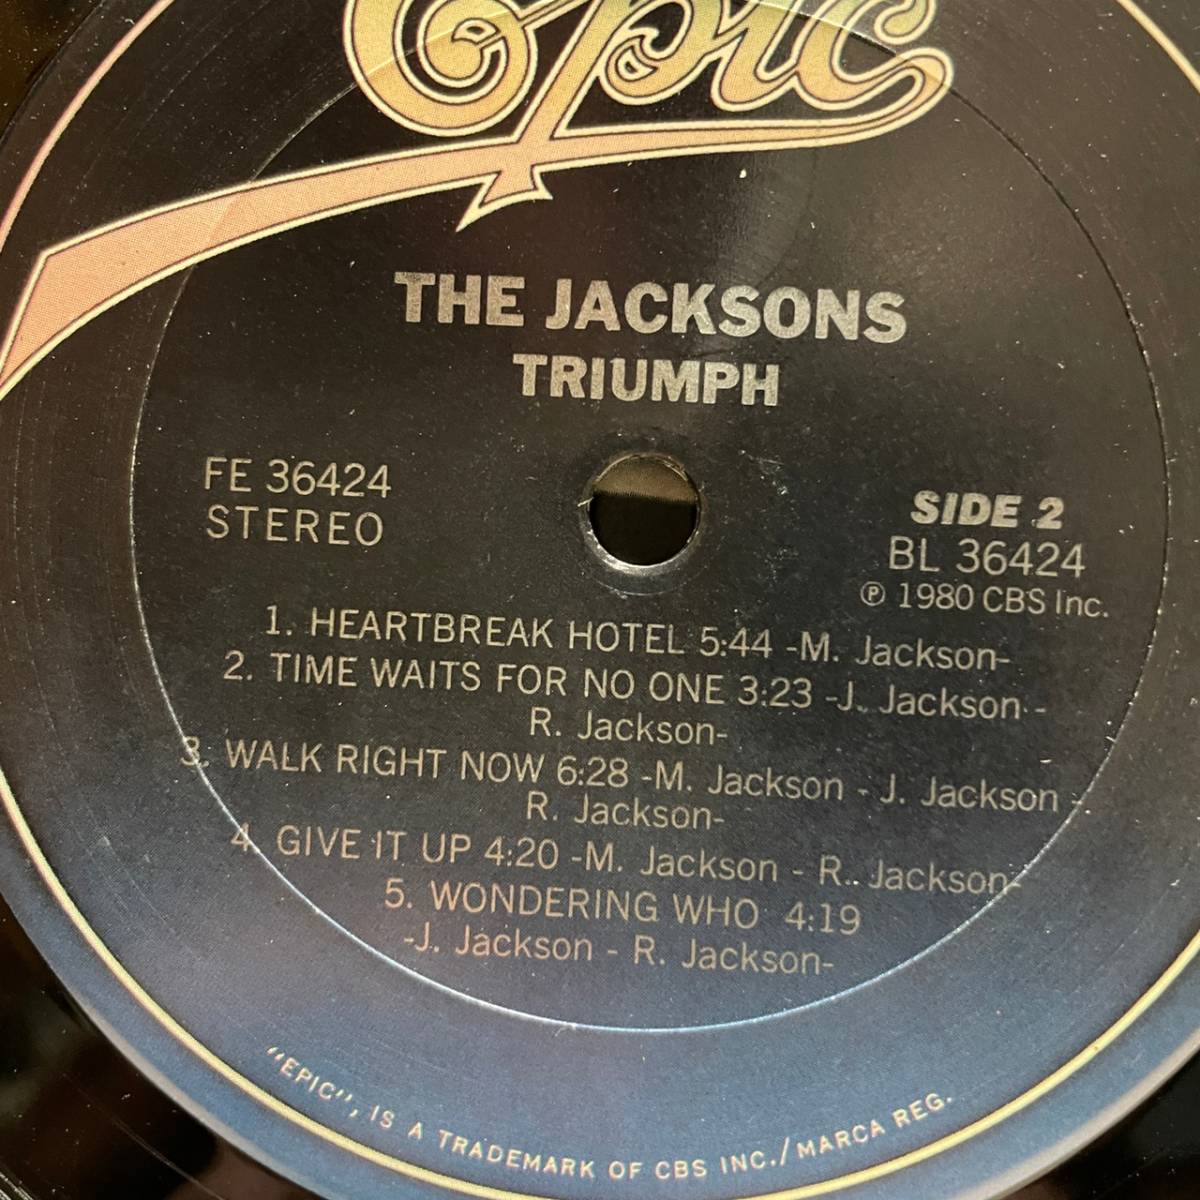 Epic
THE JACKSONS
TRIUMPH
FE 36424
STEREO
SIDE 2
BL 36424
℗ 1980 CBS Inc.
1. HEARTBREAK HOTEL 5:44 -M. Jackson-
2. TIME WAITS FOR NO ONE 3:23 -J. Jackson -
R. Jackson-
3. WALK RIGHT NOW 6:28 -M. Jackson - J. Jackson -
R. Jackson-
4. GIVE IT UP 4:20 -M. Jackson - R. Jackson-
5. WONDERING WHO 4:19
-J. Jackson - R. Jackson-
"EPIC", IS A TRADEMARK OF CBS INC./MARCA REG.